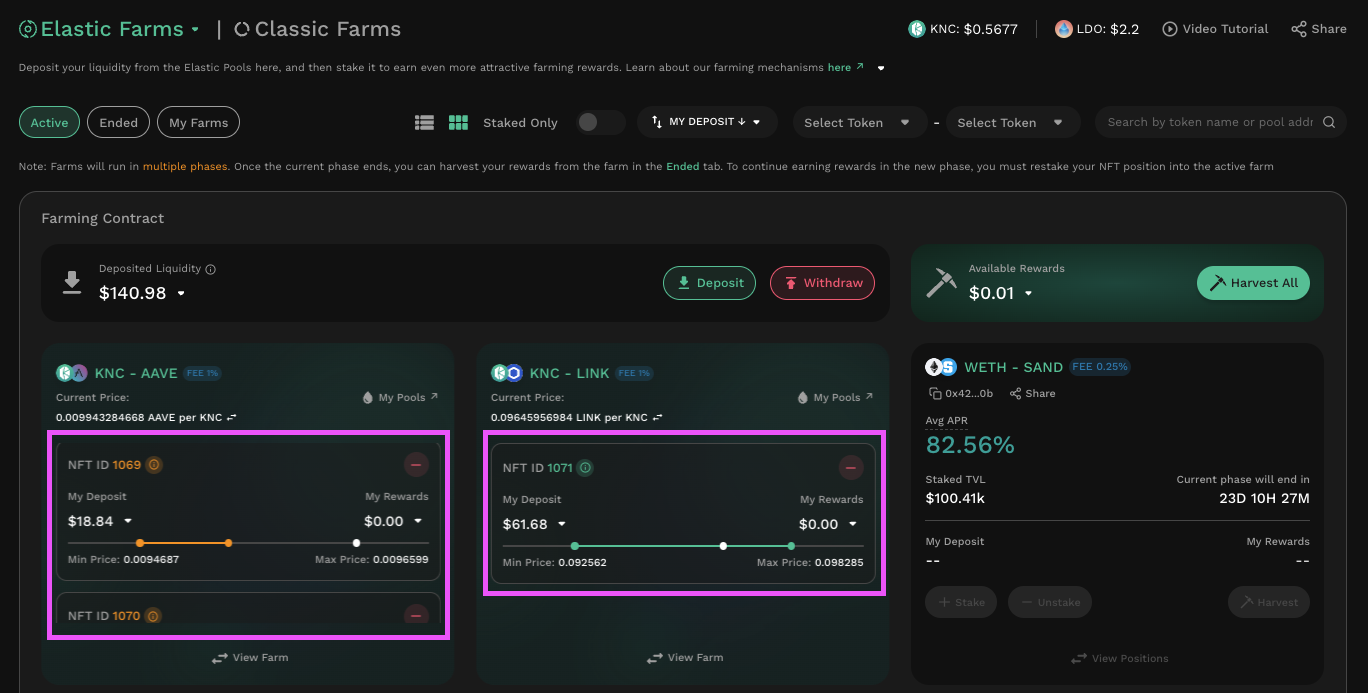 Elastic Farms | Classic Farms KNC: $0.5677 LDO: $2.2 Video Tutorial Share
Deposit your liquidity from the Elastic Pools here, and then stake it to earn even more attractive farming rewards. Learn about our farming mechanisms here ↗
Active Ended My Farms Staked Only MY DEPOSIT ↓ Select Token - Select Token Search by token name or pool addr
Note: Farms will run in multiple phases. Once the current phase ends, you can harvest your rewards from the farm in the Ended tab. To continue earning rewards in the new phase, you must restake your NFT position into the active farm
Farming Contract
Deposited Liquidity
$140.98
Deposit Withdraw
Available Rewards
$0.01
Harvest All
KNC - AAVE FEE 1%
Current Price: My Pools ↗
0.009943284668 AAVE per KNC
NFT ID 1069
My Deposit My Rewards
$18.84 $0.00
Min Price: 0.0094687 Max Price: 0.0096599
NFT ID 1070
View Farm
KNC - LINK FEE 1%
Current Price: My Pools ↗
0.09645956984 LINK per KNC
NFT ID 1071
My Deposit My Rewards
$61.68 $0.00
Min Price: 0.092562 Max Price: 0.098285
View Farm
WETH - SAND FEE 0.25%
0x42...0b Share
Avg APR
82.56%
Staked TVL Current phase will end in
$100.41k 23D 10H 27M
My Deposit My Rewards
-- --
+ Stake − Unstake Harvest
View Positions